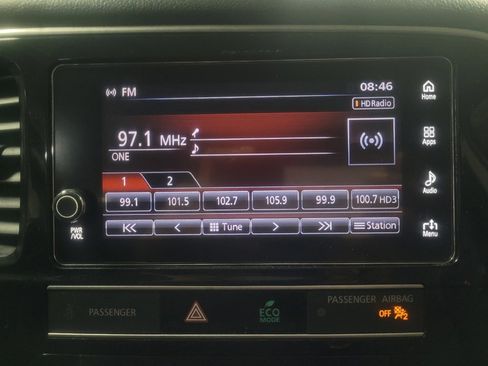 FM 08:46
HD Radio
Home
97.1 MHz
ONE
Apps
1 2
Audio
99.1 101.5 102.7 105.9 99.9 100.7 HD3
Tune Station
PWR
/VOL
Menu
PASSENGER
ECO
MODE
PASSENGER AIRBAG
OFF 2